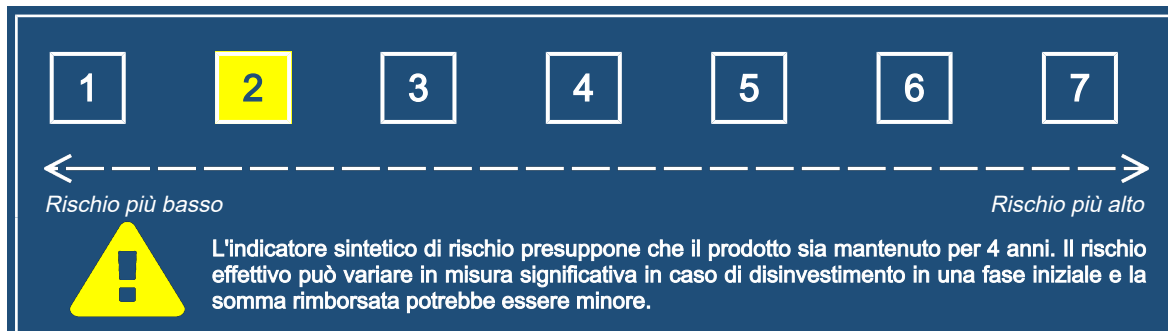 1 2 3 4 5 6 7
Rischio più basso Rischio più alto
L'indicatore sintetico di rischio presuppone che il prodotto sia mantenuto per 4 anni. Il rischio
effettivo può variare in misura significativa in caso di disinvestimento in una fase iniziale e la
somma rimborsata potrebbe essere minore.